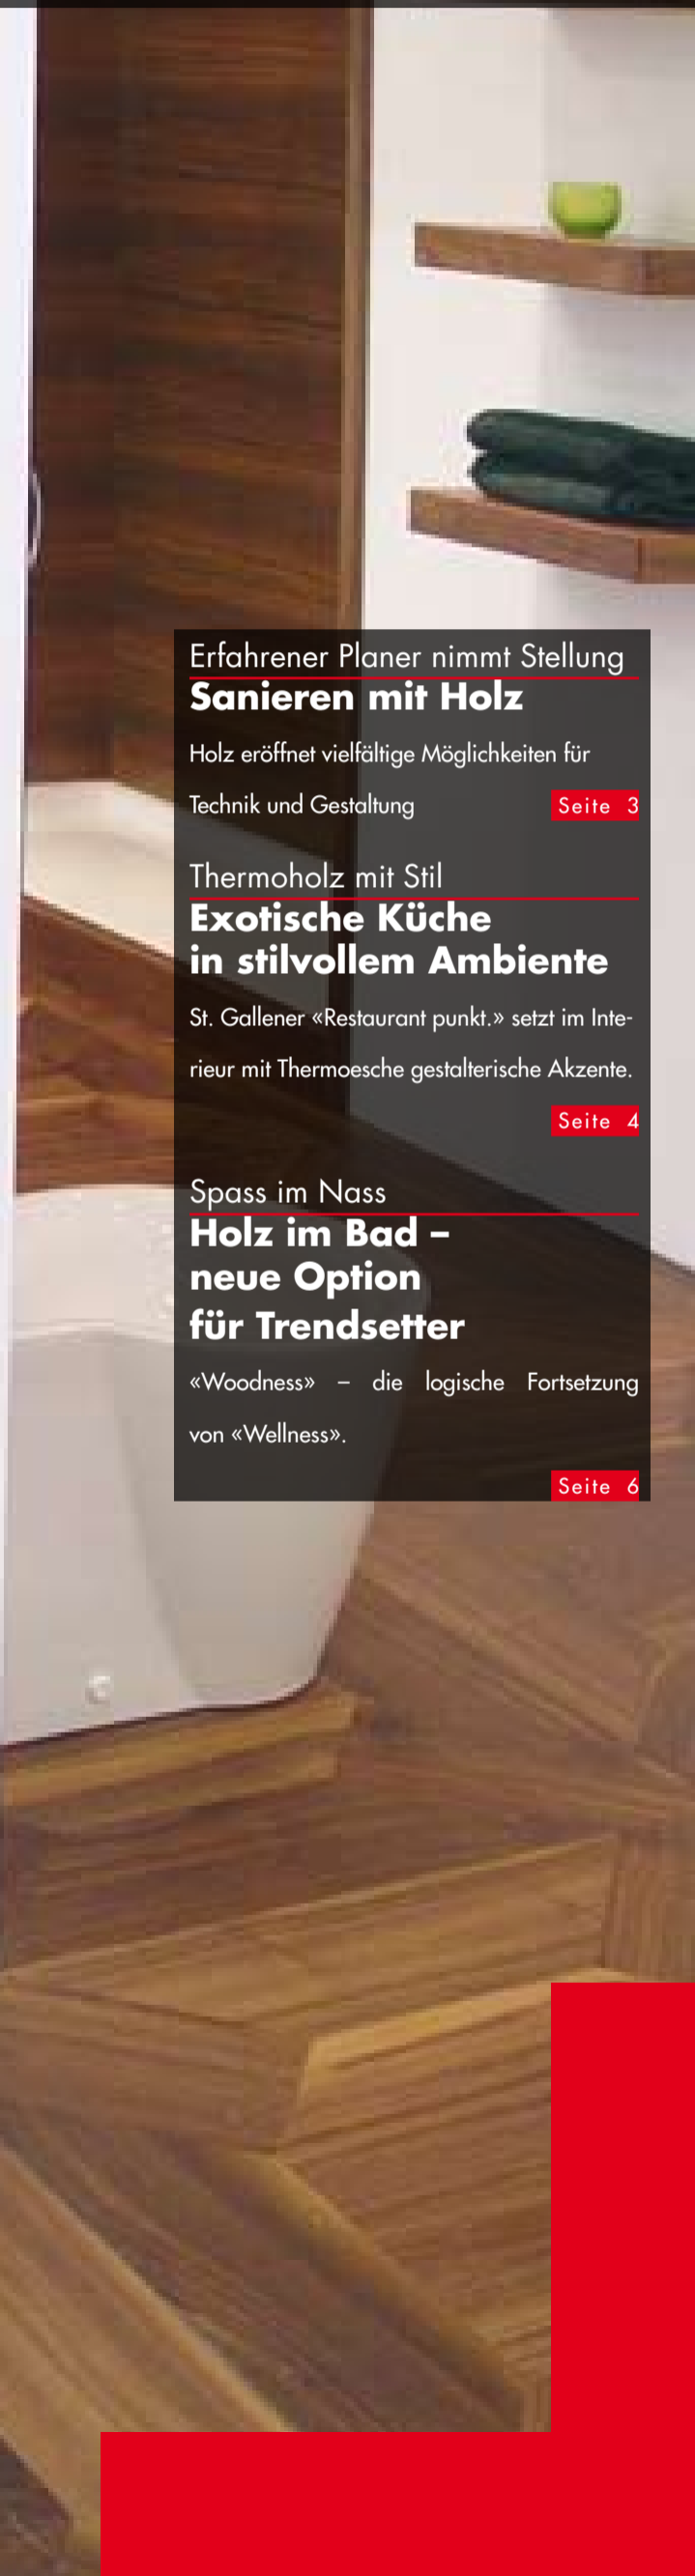 Erfahrener Planer nimmt Stellung
Sanieren mit Holz
Holz eröffnet vielfältige Möglichkeiten für
Technik und Gestaltung Seite 3
Thermoholz mit Stil
Exotische Küche
in stilvollem Ambiente
St. Gallener «Restaurant punkt.» setzt im Inte-
rieur mit Thermoesche gestalterische Akzente.
Seite 4
Spass im Nass
Holz im Bad –
neue Option
für Trendsetter
«Woodness» – die logische Fortsetzung
von «Wellness».
Seite 6